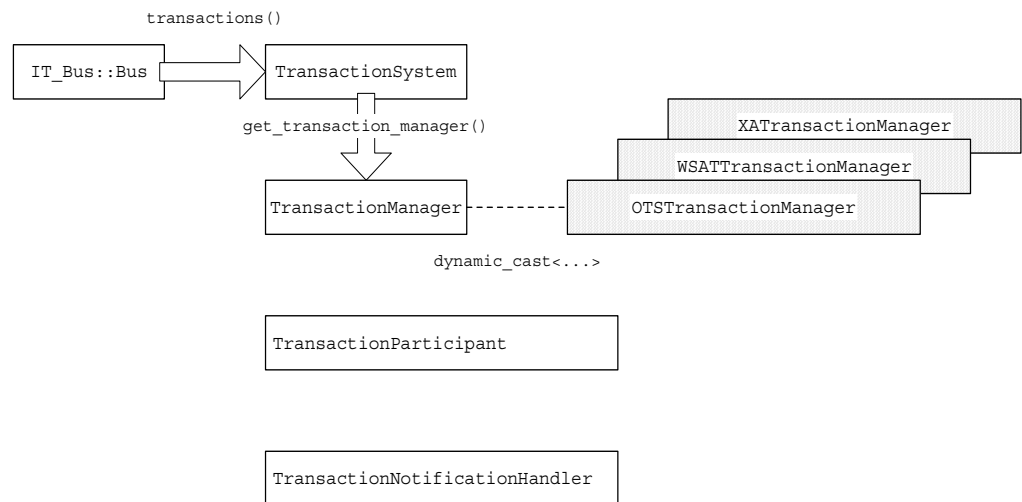 transactions()
IT_Bus::Bus
TransactionSystem
get_transaction_manager()
XATransactionManager
WSATTransactionManager
TransactionManager
OTSTransactionManager
dynamic_cast<...>
TransactionParticipant
TransactionNotificationHandler